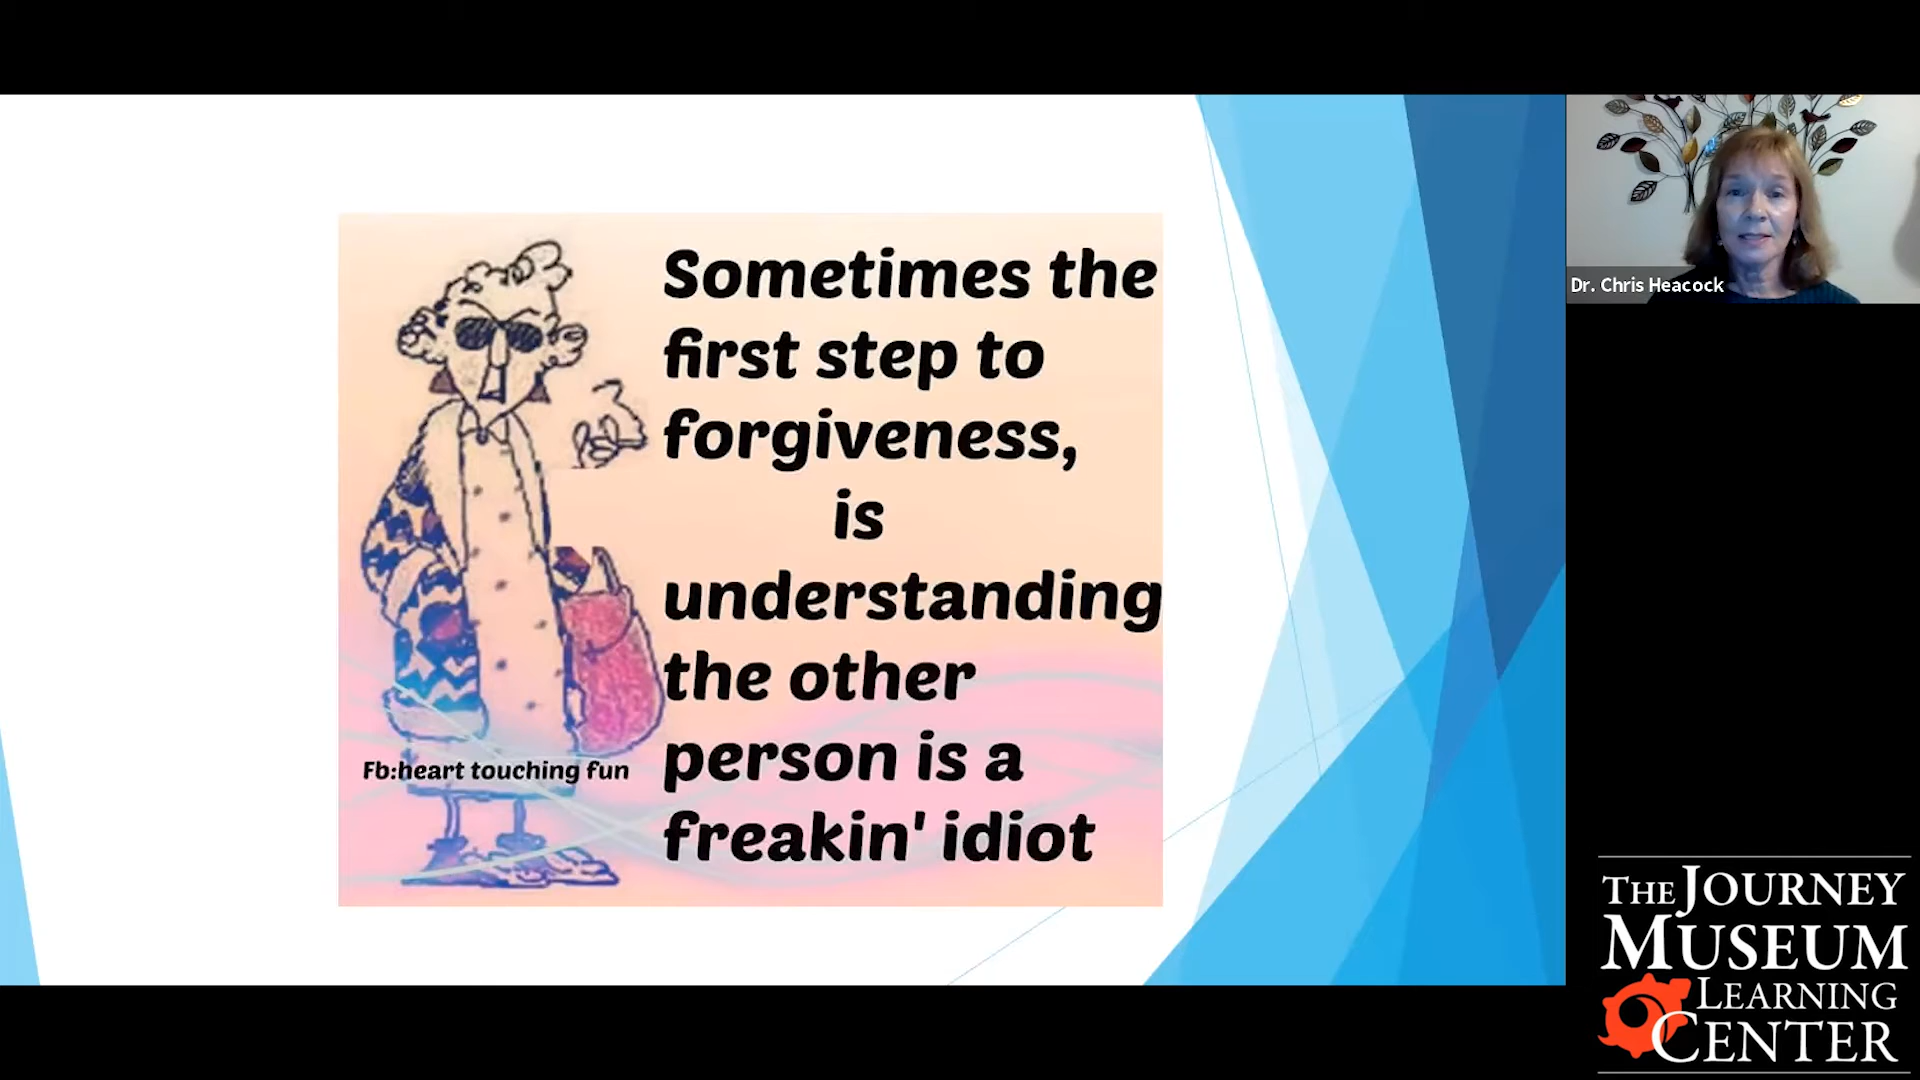 Sometimes the
first step to
forgiveness,
is
understanding
the other
person is a
freakin' idiot
Fb:heart touching fun
Dr. Chris Heacock
THE JOURNEY
MUSEUM
LEARNING
CENTER